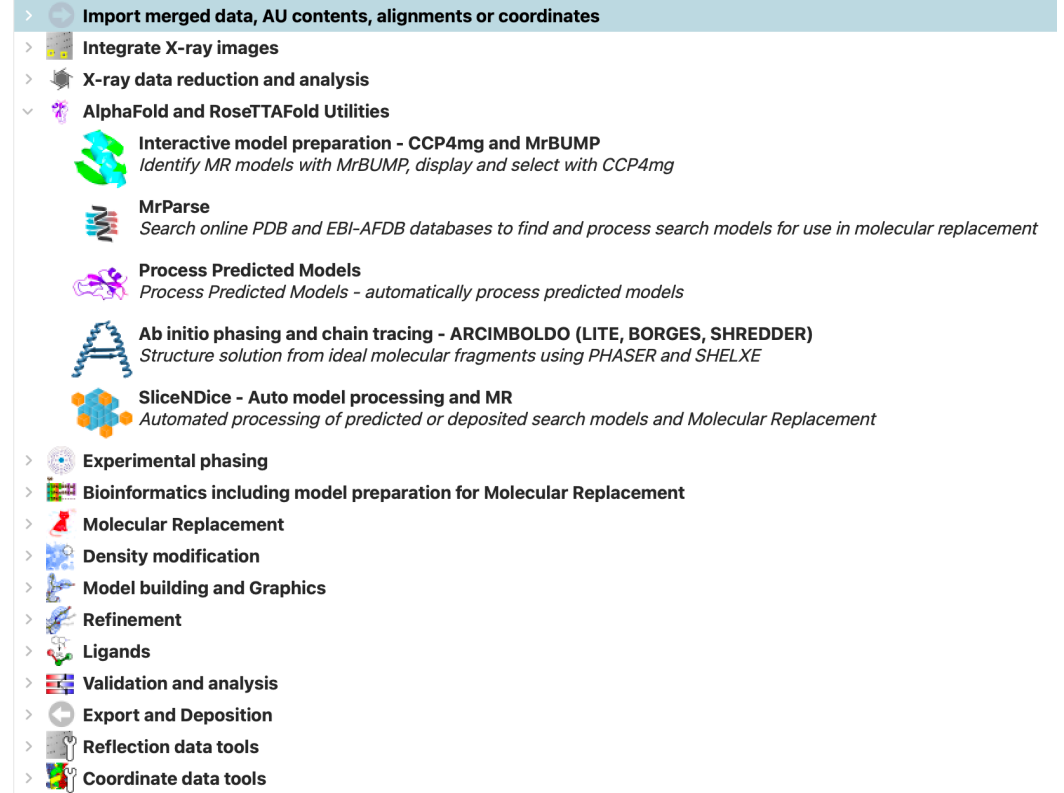 Import merged data, AU contents, alignments or coordinates
Integrate X-ray images
X-ray data reduction and analysis
AlphaFold and RoseTTAFold Utilities
Interactive model preparation - CCP4mg and MrBUMP
Identify MR models with MrBUMP, display and select with CCP4mg
MrParse
Search online PDB and EBI-AFDB databases to find and process search models for use in molecular replacement
Process Predicted Models
Process Predicted Models - automatically process predicted models
Ab initio phasing and chain tracing - ARCIMBOLDO (LITE, BORGES, SHREDDER)
Structure solution from ideal molecular fragments using PHASER and SHELXE
SliceNDice - Auto model processing and MR
Automated processing of predicted or deposited search models and Molecular Replacement
Experimental phasing
Bioinformatics including model preparation for Molecular Replacement
Molecular Replacement
Density modification
Model building and Graphics
Refinement
Ligands
Validation and analysis
Export and Deposition
Reflection data tools
Coordinate data tools